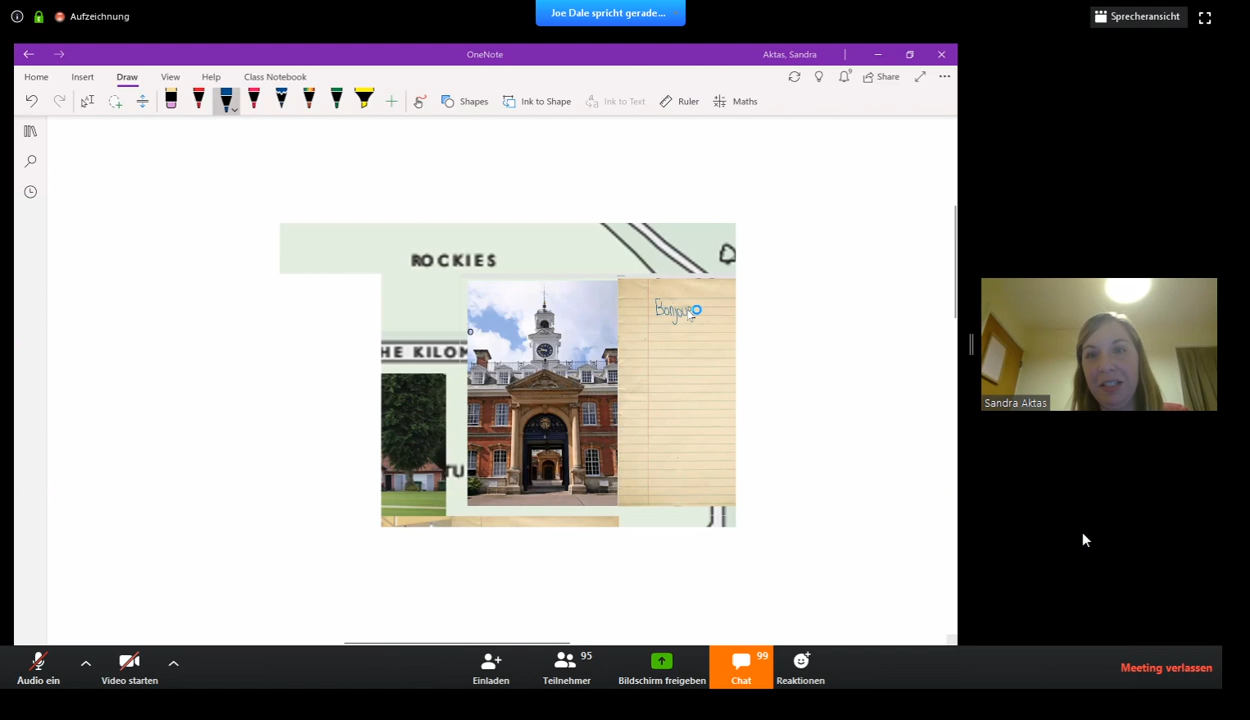 Aufzeichnung
Joe Dale spricht gerade...
Sprecheransicht
OneNote
Aktas, Sandra
Home Insert Draw View Help Class Notebook
Share
Shapes
Ink to Shape
Ink to Text
Ruler
Maths
ROCKIES
Bonjour
HE KILOM
TU
Sandra Aktas
Audio ein
Video starten
Einladen
95
Teilnehmer
Bildschirm freigeben
99
Chat
Reaktionen
Meeting verlassen